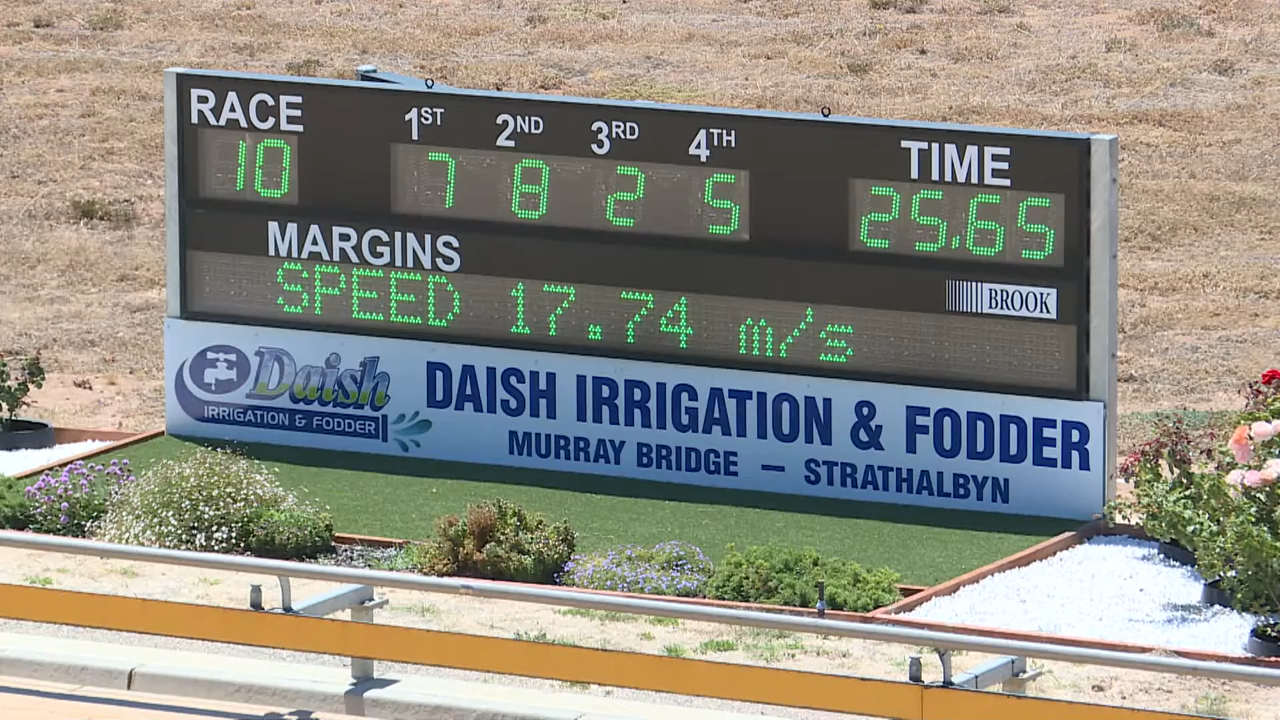 RACE 1ST 2ND 3RD 4TH TIME
10 7 8 2 5 25.65
MARGINS
SPEED 17.74 m/s
BROOK
Daish
IRRIGATION & FODDER
DAISH IRRIGATION & FODDER
MURRAY BRIDGE – STRATHALBYN